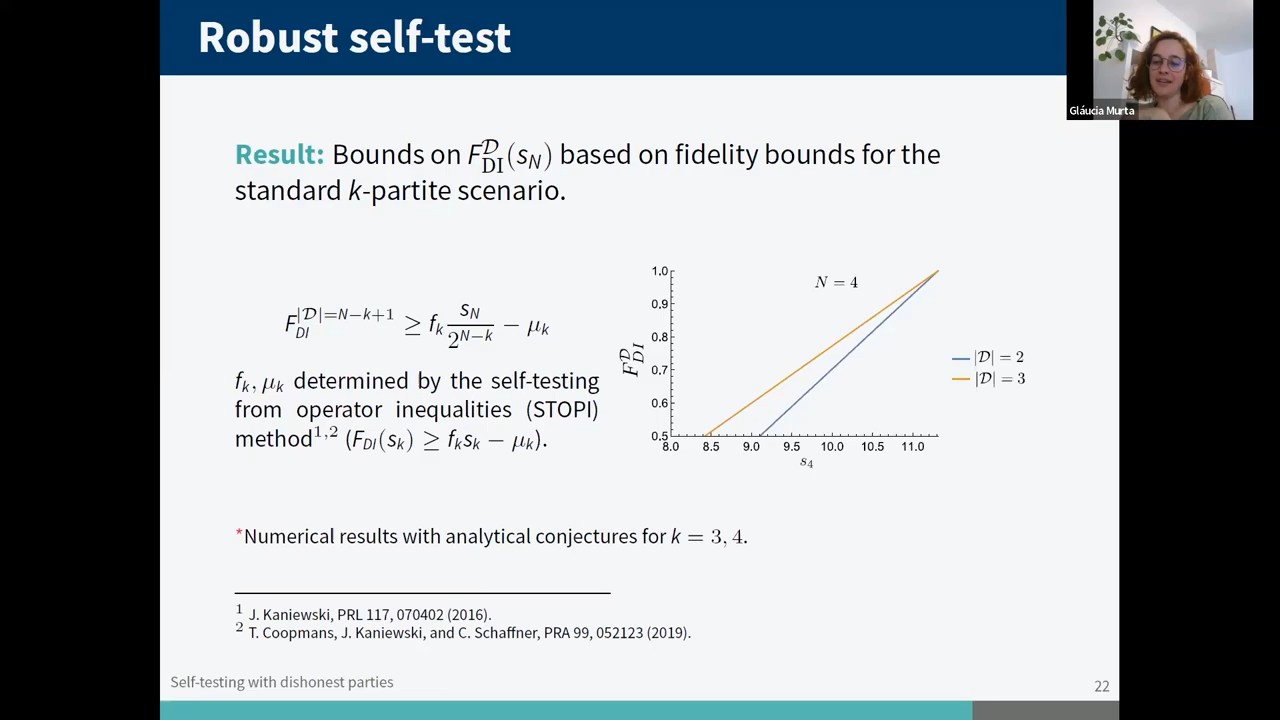 Robust self-test
Gláucia Murta
Result: Bounds on F_DI^𝒟(s_N) based on fidelity bounds for the
standard k-partite scenario.
F_DI^{|𝒟|=N−k+1} ≥ f_k s_N/2^{N−k} − μ_k
f_k, μ_k determined by the self-testing
from operator inequalities (STOPI)
method^{1,2} (F_DI(s_k) ≥ f_k s_k − μ_k).
N = 4
1.0
0.9
0.8
0.7
0.6
0.5
F_DI^𝒟
8.0 8.5 9.0 9.5 10.0 10.5 11.0
s_4
|𝒟| = 2
|𝒟| = 3
*Numerical results with analytical conjectures for k = 3, 4.
1 J. Kaniewski, PRL 117, 070402 (2016).
2 T. Coopmans, J. Kaniewski, and C. Schaffner, PRA 99, 052123 (2019).
Self-testing with dishonest parties
22